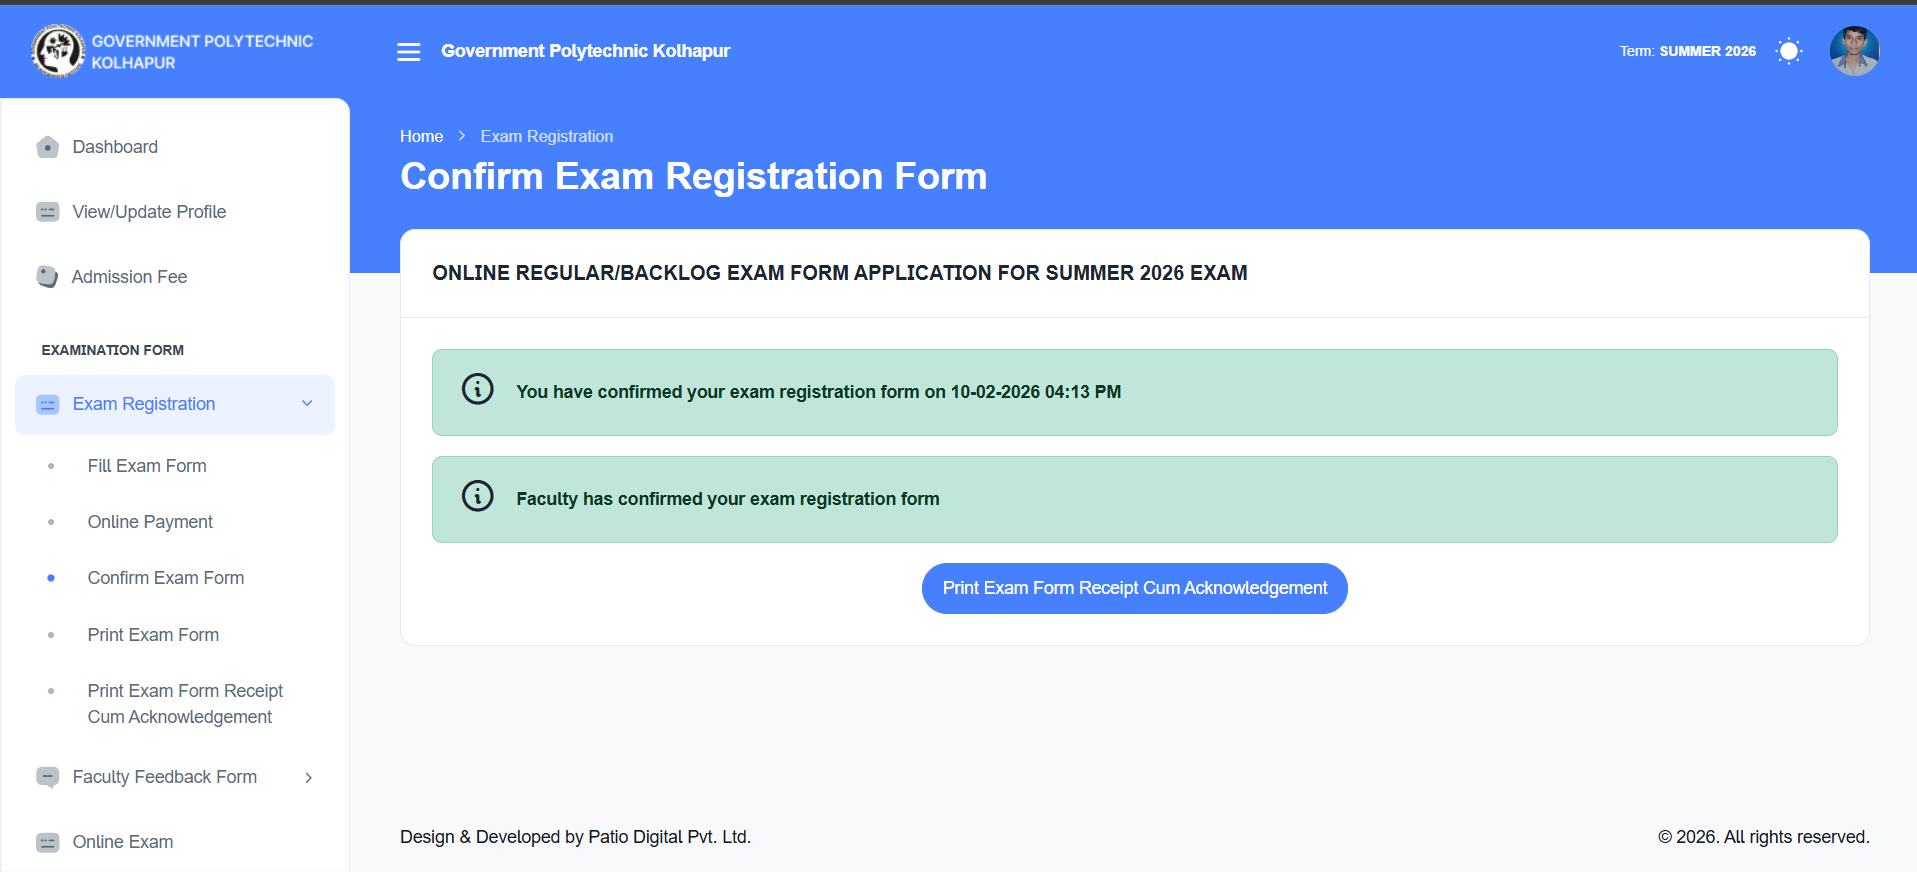 GOVERNMENT POLYTECHNIC
KOLHAPUR
Government Polytechnic Kolhapur
Term: SUMMER 2026
Dashboard
View/Update Profile
Admission Fee
EXAMINATION FORM
Exam Registration
Fill Exam Form
Online Payment
Confirm Exam Form
Print Exam Form
Print Exam Form Receipt
Cum Acknowledgement
Faculty Feedback Form
Online Exam
Home > Exam Registration
Confirm Exam Registration Form
ONLINE REGULAR/BACKLOG EXAM FORM APPLICATION FOR SUMMER 2026 EXAM
You have confirmed your exam registration form on 10-02-2026 04:13 PM
Faculty has confirmed your exam registration form
Print Exam Form Receipt Cum Acknowledgement
Design & Developed by Patio Digital Pvt. Ltd.
© 2026. All rights reserved.